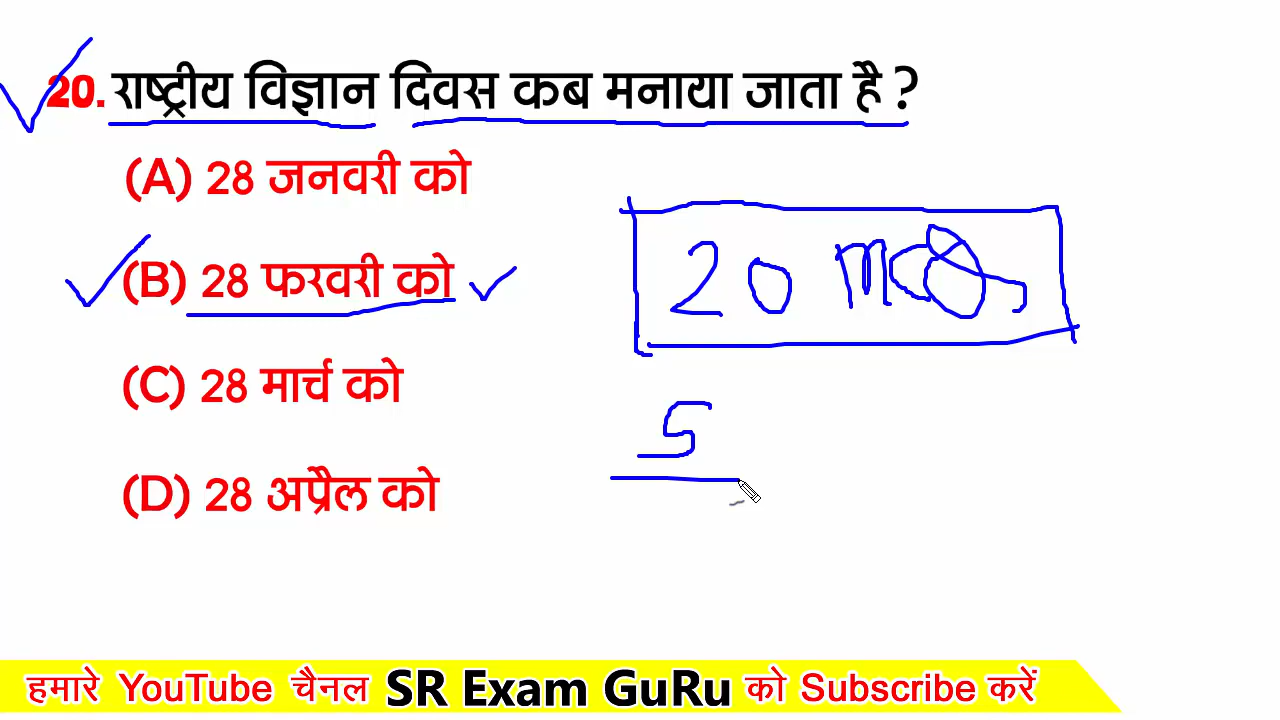 20. राष्ट्रीय विज्ञान दिवस कब मनाया जाता है ?
(A) 28 जनवरी को
(B) 28 फरवरी को
20 mcQs
(C) 28 मार्च को
5
(D) 28 अप्रैल को
हमारे YouTube चैनल SR Exam GuRu को Subscribe करें